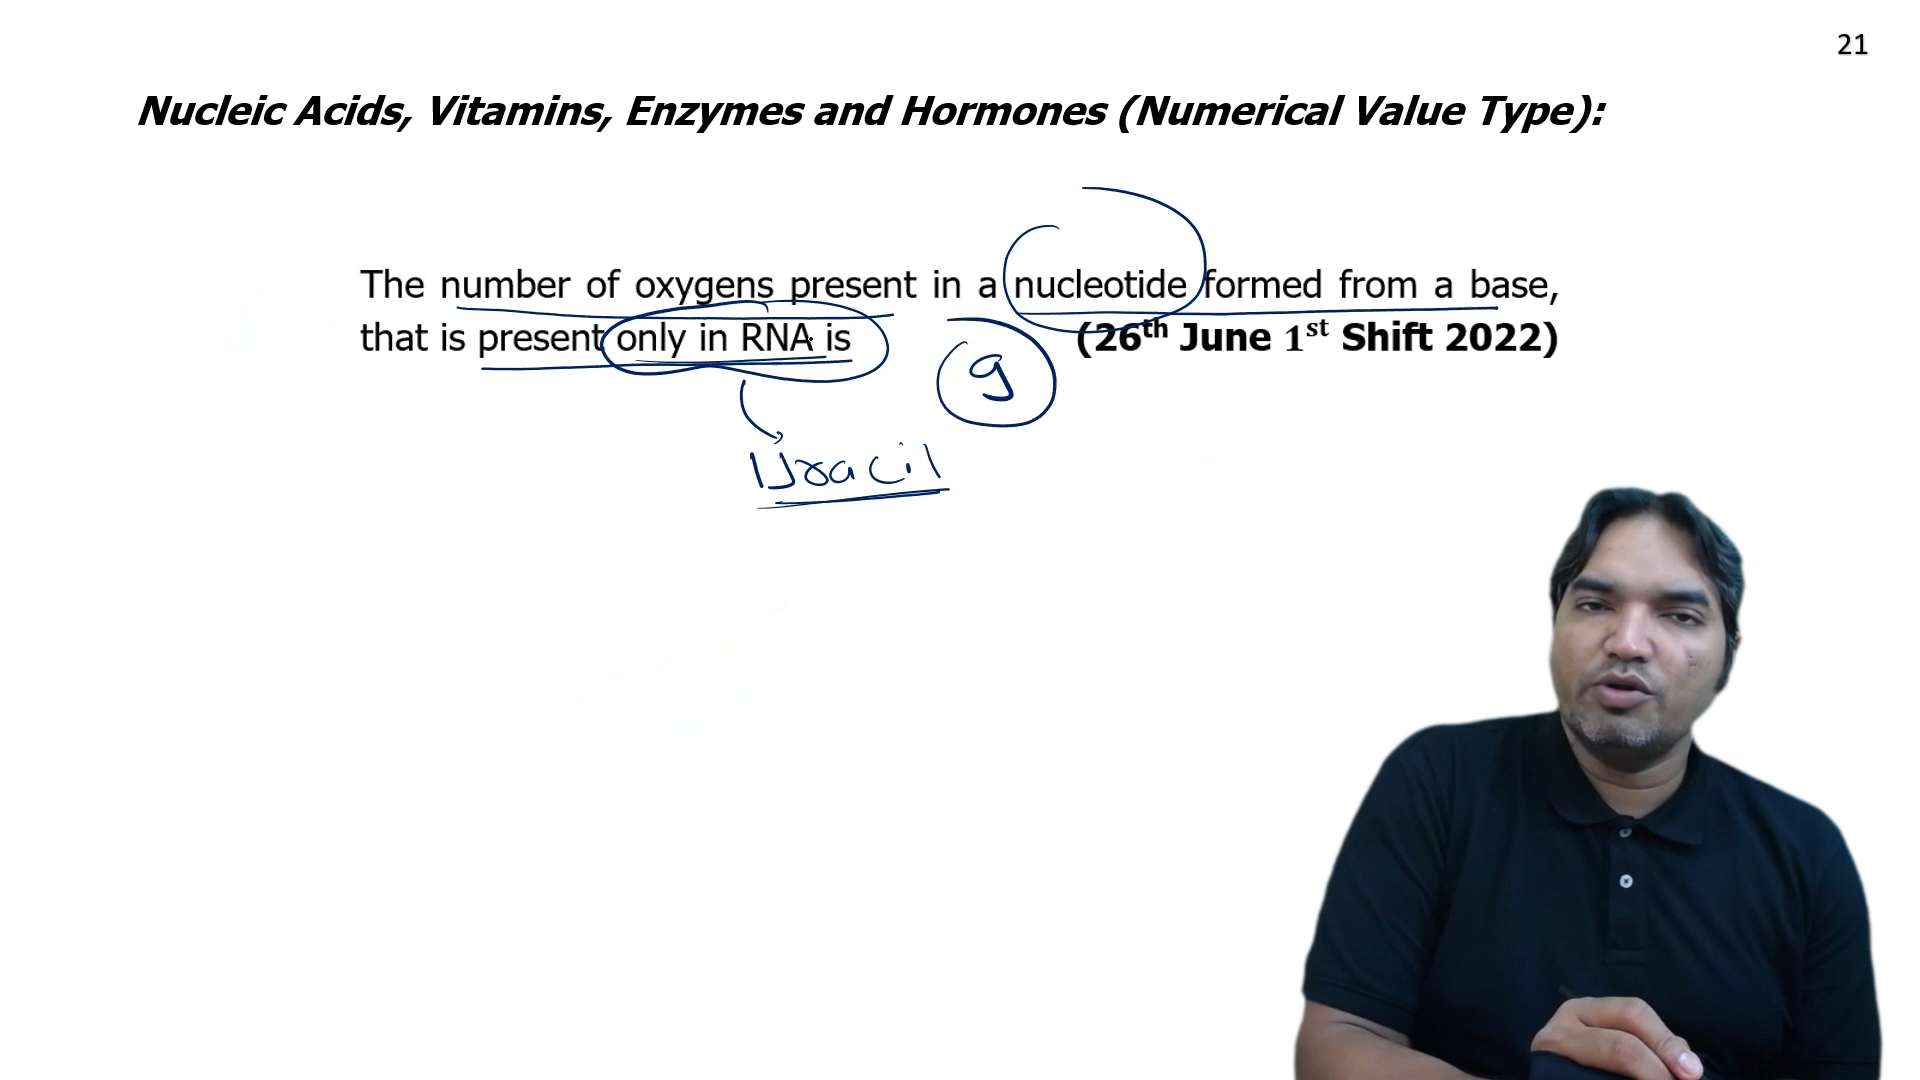 21
Nucleic Acids, Vitamins, Enzymes and Hormones (Numerical Value Type):
The number of oxygens present in a nucleotide formed from a base,
that is present only in RNA is (26th June 1st Shift 2022)
9
Uracil